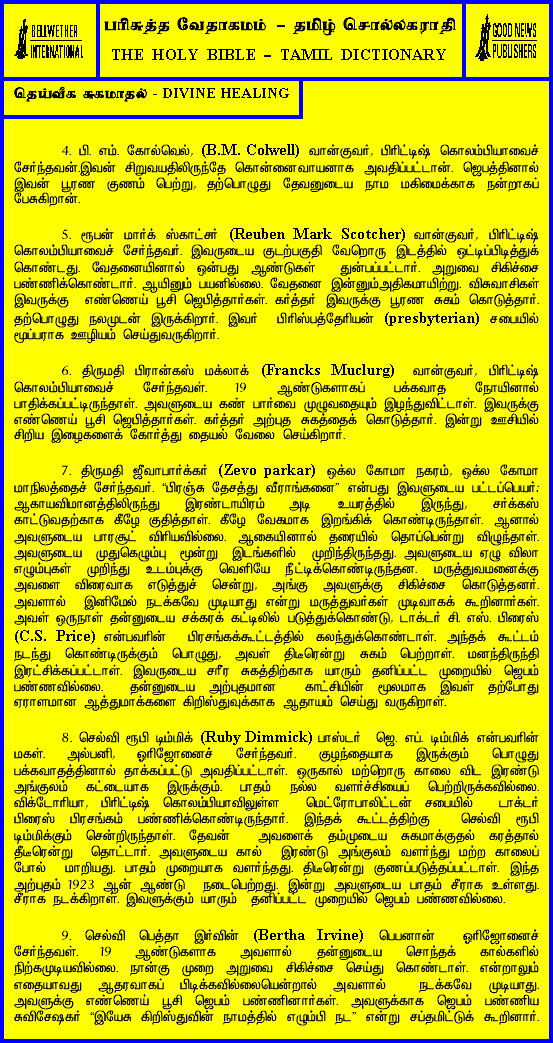 BELLWETHER
INTERNATIONAL
பரிசுத்த வேதாகமம் – தமிழ் சொல்லகராதி
THE HOLY BIBLE – TAMIL DICTIONARY
GOOD NEWS
PUBLISHERS
தெய்வீக சுகமாதல் - DIVINE HEALING
4. பி. எம். கோல்வெல், (B.M. Colwell) வான்குவர், பிரிட்டிஷ் கொலம்பியாவைச்
சேர்ந்தவன்.இவன் சிறுவயதிலிருந்தே கொன்னைவாயனாக அவதிப்பட்டான். ஜெபத்தினால்
இவன் பூரண குணம் பெற்று, தற்பொழுது தேவனுடைய நாம மகிமைக்காக நன்றாகப்
பேசுகிறான்.
5. ரூபன் மார்க் ஸ்காட்சர் (Reuben Mark Scotcher) வான்குவர், பிரிட்டிஷ்
கொலம்பியாவைச் சேர்ந்தவர். இவருடைய குடற்பகுதி வேறொரு இடத்தில் ஒட்டிப்பிடித்துக்
கொண்டது. வேதனையினால் ஒன்பது ஆண்டுகள் துன்பப்பட்டார். அறுவை சிகிச்சை
பண்ணிக்கொண்டார். ஆயினும் பயனில்லை. வேதனை இன்னும்அதிகமாயிற்று. விசுவாசிகள்
இவருக்கு எண்ணெய் பூசி ஜெபித்தார்கள். கர்த்தர் இவருக்கு பூரண சுகம் கொடுத்தார்.
தற்பொழுது நலமுடன் இருக்கிறார். இவர் பிரிஸ்பத்தேரியன் (presbyterian) சபையில்
மூப்பராக ஊழியம் செய்துவருகிறார்.
6. திருமதி பிரான்கஸ் மக்லாக் (Francks Muclurg) வான்குவர், பிரிட்டிஷ்
கொலம்பியாவைச் சேர்ந்தவள். 19 ஆண்டுகளாகப் பக்கவாத நோயினால்
பாதிக்கப்பட்டிருந்தாள். அவளுடைய கண் பார்வை முழுவதையும் இழந்துவிட்டாள். இவருக்கு
எண்ணெய் பூசி ஜெபித்தார்கள். கர்த்தர் அற்புத சுகத்தைக் கொடுத்தார். இன்று ஊசியில்
சிறிய இழைகளைக் கோர்த்து தையல் வேலை செய்கிறார்.
7. திருமதி ஜீவாபார்க்கர் (Zevo parkar) ஒக்ல கோமா நகரம், ஒக்ல கோமா
மாநிலத்தைச் சேர்ந்தவர். “பிரஞ்சு தேசத்து வீராங்கனை” என்பது இவளுடைய பட்டப்பெயர்:
ஆகாயவிமானத்திலிருந்து இரண்டாயிரம் அடி உயரத்தில் இருந்து, சர்க்கஸ்
காட்டுவதற்காக கீழே குதித்தாள். கீழே வேகமாக இறங்கிக் கொண்டிருந்தாள். ஆனால்
அவளுடைய பாரசூட் விரியவில்லை. ஆகையினால் தரையில் தொப்பென்று விழுந்தாள்.
அவளுடைய முதுகெழும்பு மூன்று இடங்களில் முறிந்திருந்தது. அவளுடைய ஏழு விலா
எழும்புகள் முறிந்து உடம்புக்கு வெளியே நீட்டிக்கொண்டிருந்தன. மருத்துவமனைக்கு
அவளை விரைவாக எடுத்துச் சென்று, அங்கு அவளுக்கு சிகிச்சை கொடுத்தனர்.
அவளால் இனிமேல் நடக்கவே முடியாது என்று மருத்துவர்கள் முடிவாகக் கூறினார்கள்.
அவள் ஒருநாள் தன்னுடைய சக்கரக் கட்டிலில் படுத்துக்கொண்டு, டாக்டர் சி. எஸ். பிரைஸ்
(C.S. Price) என்பவரின் பிரசங்கக்கூட்டத்தில் கலந்துக்கொண்டாள். அந்தக் கூட்டம்
நடந்து கொண்டிருக்கும் பொழுது, அவள் திடீரென்று சுகம் பெற்றாள். மனந்திருந்தி
இரட்சிக்கப்பட்டாள். இவருடைய சரீர சுகத்திற்காக யாரும் தனிப்பட்ட முறையில் ஜெபம்
பண்ணவில்லை. தன்னுடைய அற்புதமான காட்சியின் மூலமாக இவள் தற்போது
ஏராளமான ஆத்துமாக்களை கிறிஸ்துவுக்காக ஆதாயம் செய்து வருகிறாள்.
8. செல்வி ரூபி டிம்மிக் (Ruby Dimmick) பாஸ்டர் ஜெ. எப். டிம்மிக் என்பவரின்
மகள். அல்பனி, ஓரிஜோனைச் சேர்ந்தவர். குழந்தையாக இருக்கும் பொழுது
பக்கவாதத்தினால் தாக்கப்பட்டு அவதிப்பட்டாள். ஒருகால் மற்றொரு காலை விட இரண்டு
அங்குலம் கட்டையாக இருக்கும். பாதம் நல்ல வளர்ச்சியைப் பெற்றிருக்கவில்லை.
விக்டோரியா, பிரிட்டிஷ் கொலம்பியாவிலுள்ள மெட்ரோபாலிட்டன் சபையில் டாக்டர்
பிரைஸ் பிரசங்கம் பண்ணிக்கொண்டிருந்தார். இந்தக் கூட்டத்திற்கு செல்வி ரூபி
டிம்மிக்கும் சென்றிருந்தாள். தேவன் அவளைக் தம்முடைய சுகமாக்குதல் கரத்தால்
தீடீரென்று தொட்டார். அவளுடைய கால் இரண்டு அங்குலம் வளர்ந்து மற்ற காலைப்
போல் மாறியது. பாதம் முறையாக வளர்ந்தது. திடீரென்று குணப்படுத்தப்பட்டாள். இந்த
அற்புதம் 1923 ஆன் ஆண்டு நடைபெற்றது. இன்று அவளுடைய பாதம் சீராக உள்ளது.
சீராக நடக்கிறாள். இவளுக்கும் யாரும் தனிப்பட்ட முறையில் ஜெபம் பண்ணவில்லை.
9. செல்வி பெத்தா இர்வின் (Bertha Irvine) பெபனான் ஓரிஜோனைச்
சேர்ந்தவள். 19 ஆண்டுகளாக அவளால் தன்னுடைய சொந்தக் கால்களில்
நிற்கமுடியவில்லை. நான்கு முறை அறுவை சிகிச்சை செய்து கொண்டாள். என்றாலும்
எதையாவது ஆதரவாகப் பிடிக்கவில்லையென்றால் அவளால் நடக்கவே முடியாது.
அவளுக்கு எண்ணெய் பூசி ஜெபம் பண்ணினார்கள். அவளுக்காக ஜெபம் பண்ணிய
சுவிசேஷகர் “இயேசு கிறிஸ்துவின் நாமத்தில் எழும்பி நட” என்று சப்தமிட்டுக் கூறினார்.